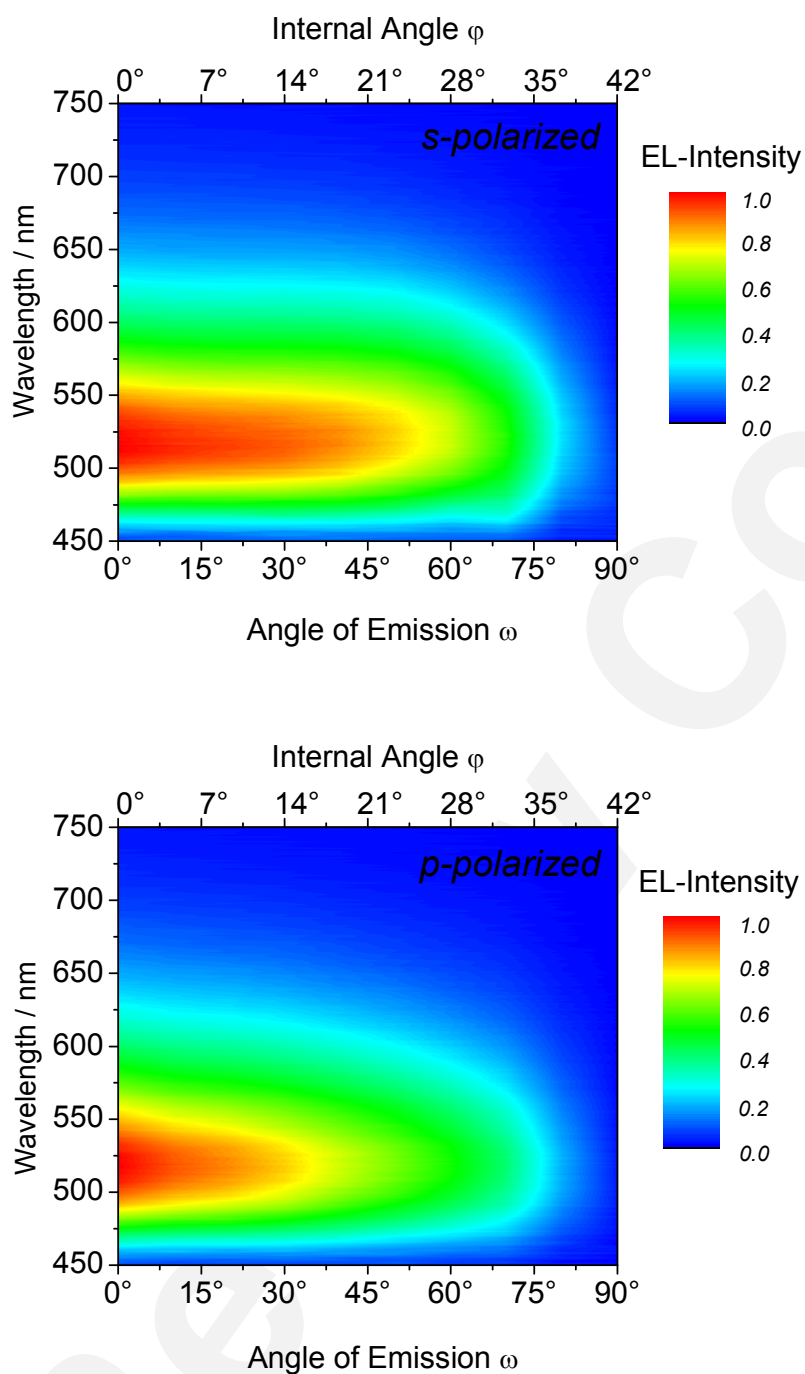 Internal Angle φ
0° 7° 14° 21° 28° 35° 42°
750
s-polarized
EL-Intensity
700
1.0
650
0.8
Wavelength / nm
600
0.6
550
0.4
500
0.2
450
0.0
0° 15° 30° 45° 60° 75° 90°
Angle of Emission ω
Internal Angle φ
0° 7° 14° 21° 28° 35° 42°
750
p-polarized
EL-Intensity
700
1.0
650
0.8
Wavelength / nm
600
0.6
550
0.4
500
0.2
450
0.0
0° 15° 30° 45° 60° 75° 90°
Angle of Emission ω